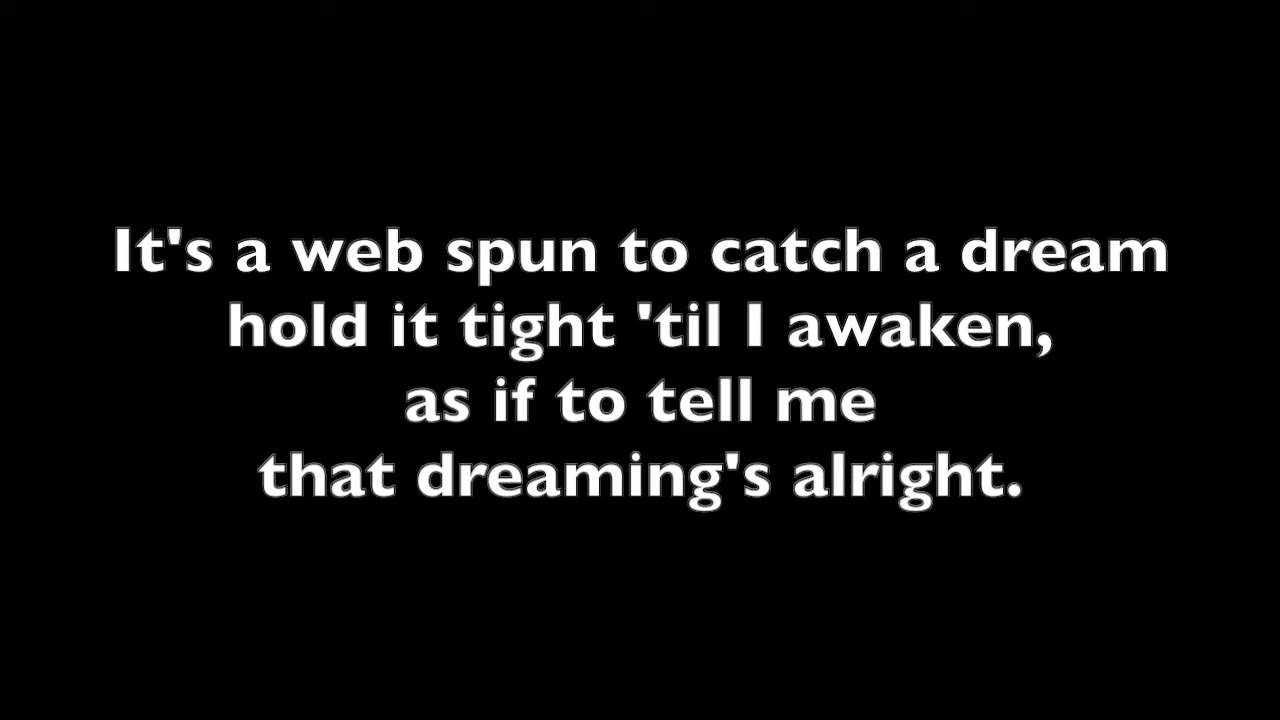 It's a web spun to catch a dream
hold it tight 'til I awaken,
as if to tell me
that dreaming's alright.